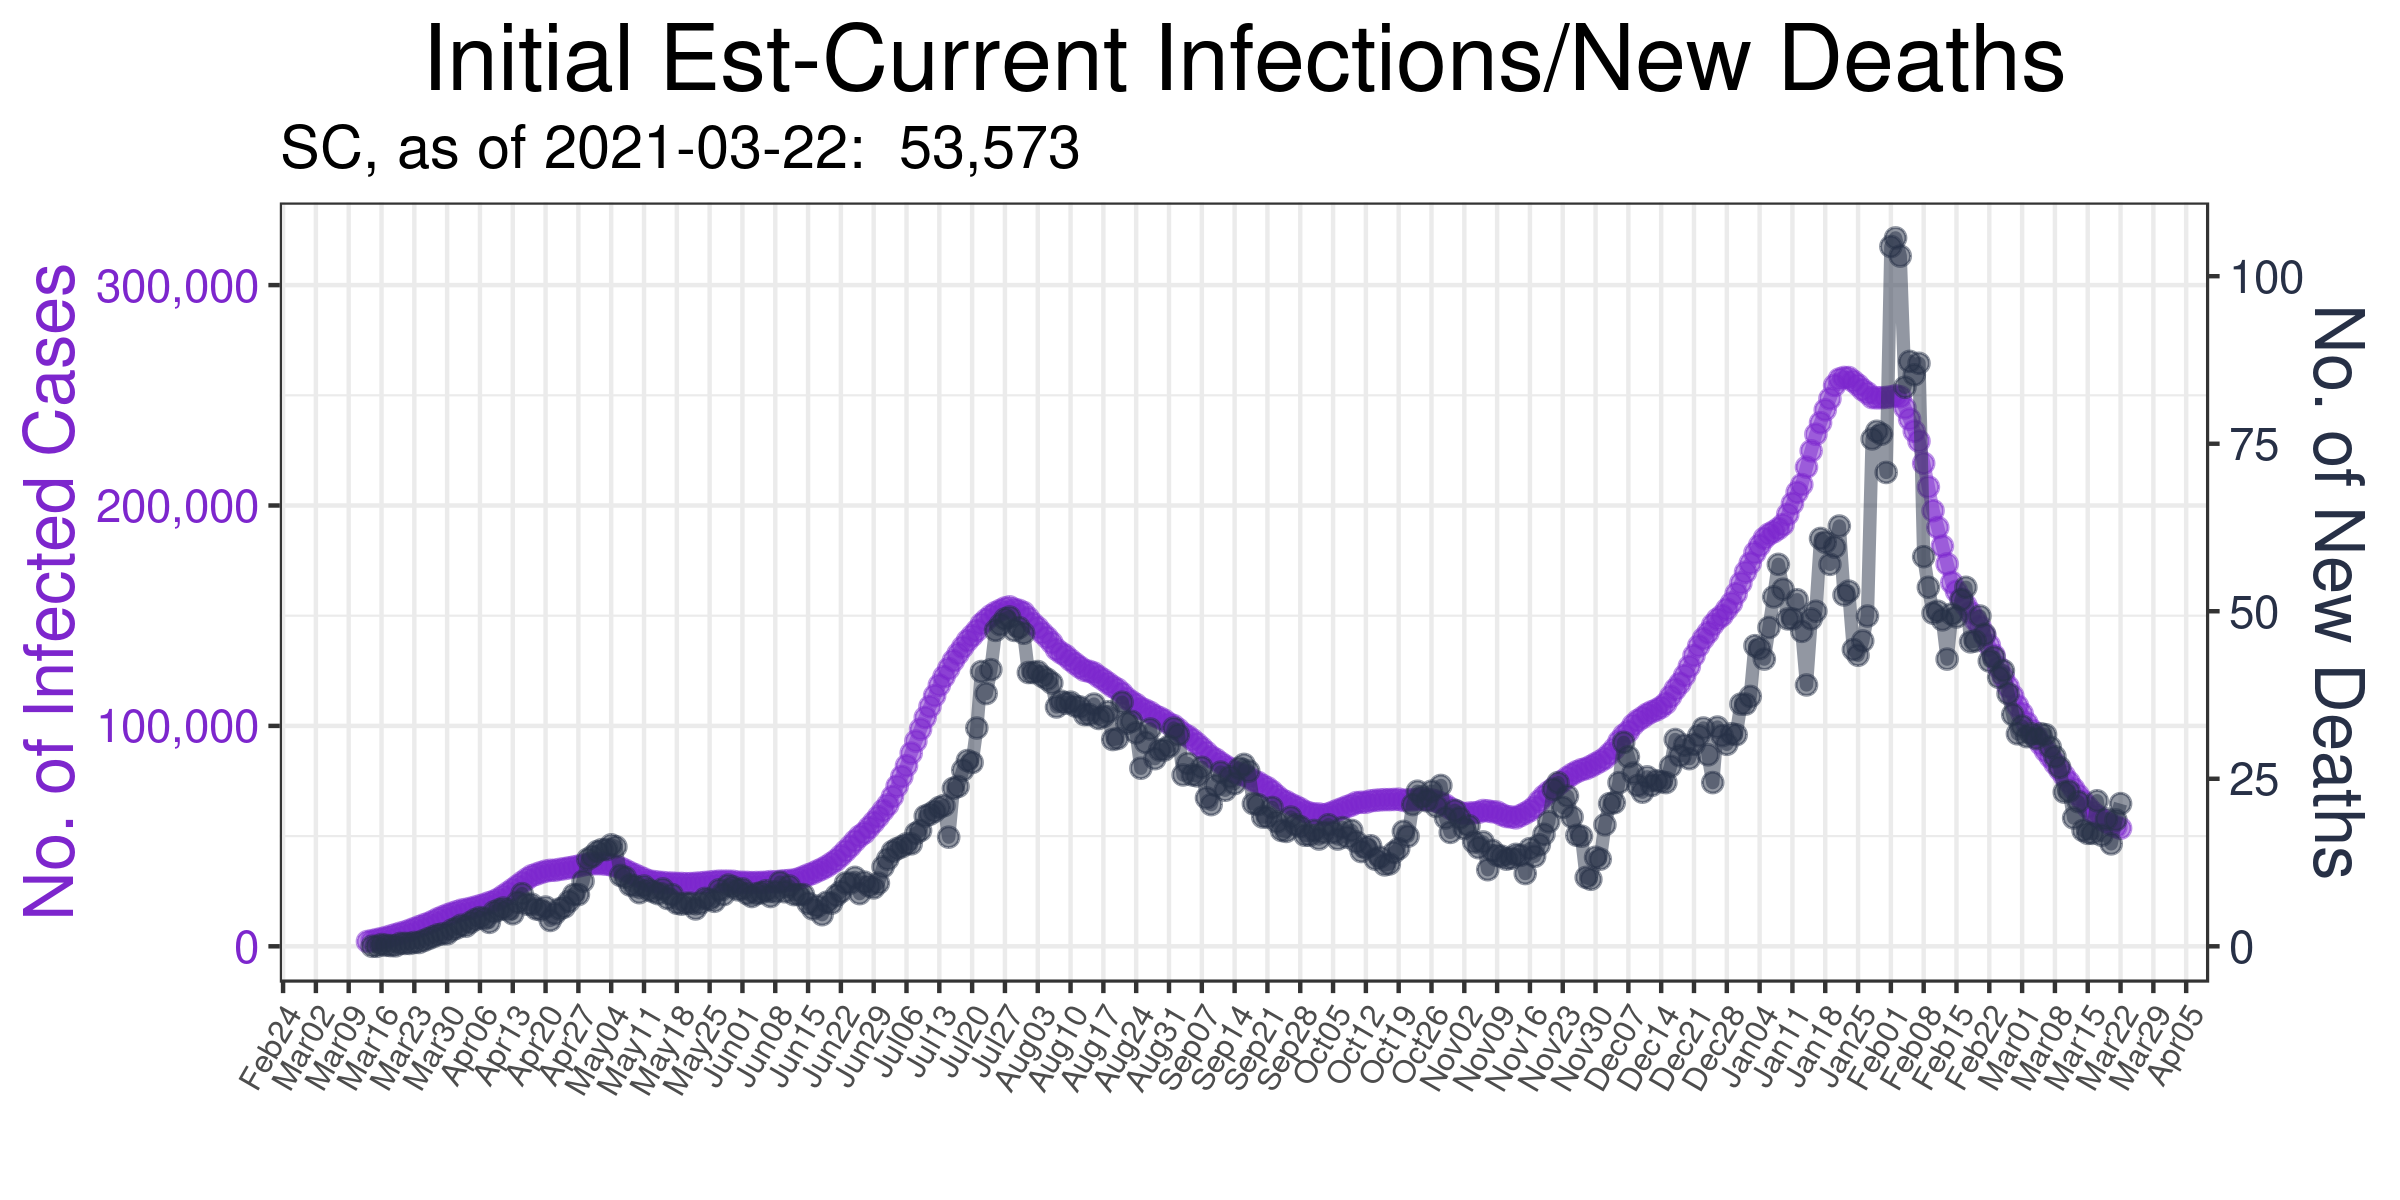 Initial Est-Current Infections/New Deaths
SC, as of 2021-03-22:  53,573
No. of Infected Cases
300,000
200,000
100,000
0
100
75
50
25
0
No. of New Deaths
Feb24
Mar02
Mar09
Mar16
Mar23
Mar30
Apr06
Apr13
Apr20
Apr27
May04
May11
May18
May25
Jun01
Jun08
Jun15
Jun22
Jun29
Jul06
Jul13
Jul20
Jul27
Aug03
Aug10
Aug17
Aug24
Aug31
Sep07
Sep14
Sep21
Sep28
Oct05
Oct12
Oct19
Oct26
Nov02
Nov09
Nov16
Nov23
Nov30
Dec07
Dec14
Dec21
Dec28
Jan04
Jan11
Jan18
Jan25
Feb01
Feb08
Feb15
Feb22
Mar01
Mar08
Mar15
Mar22
Mar29
Apr05